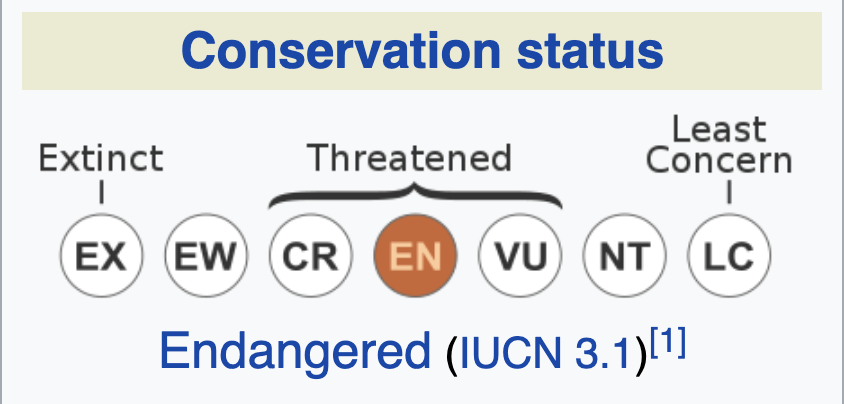 Conservation status
Extinct
Threatened
Least
Concern
EX EW CR EN VU NT LC
Endangered (IUCN 3.1)[1]